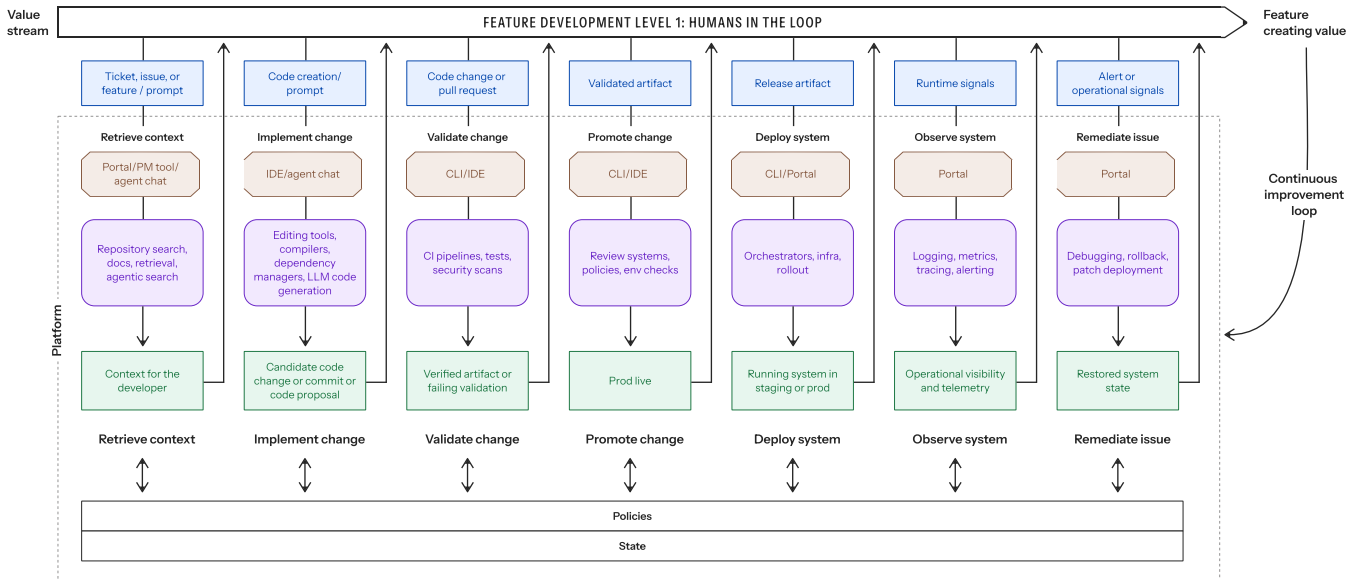 Value
stream
FEATURE DEVELOPMENT LEVEL 1: HUMANS IN THE LOOP
Feature
creating value
Ticket, issue, or
feature / prompt
Code creation/
prompt
Code change or
pull request
Validated artifact
Release artifact
Runtime signals
Alert or
operational signals
Retrieve context
Implement change
Validate change
Promote change
Deploy system
Observe system
Remediate issue
Portal/PM tool/
agent chat
IDE/agent chat
CLI/IDE
CLI/IDE
CLI/Portal
Portal
Portal
Continuous
improvement
loop
Repository search,
docs, retrieval,
agentic search
Editing tools,
compilers,
dependency
managers, LLM code
generation
CI pipelines, tests,
security scans
Review systems,
policies, env checks
Orchestrators, infra,
rollout
Logging, metrics,
tracing, alerting
Debugging, rollback,
patch deployment
Platform
Context for the
developer
Candidate code
change or commit or
code proposal
Verified artifact or
failing validation
Prod live
Running system in
staging or prod
Operational visibility
and telemetry
Restored system
state
Retrieve context
Implement change
Validate change
Promote change
Deploy system
Observe system
Remediate issue
Policies
State